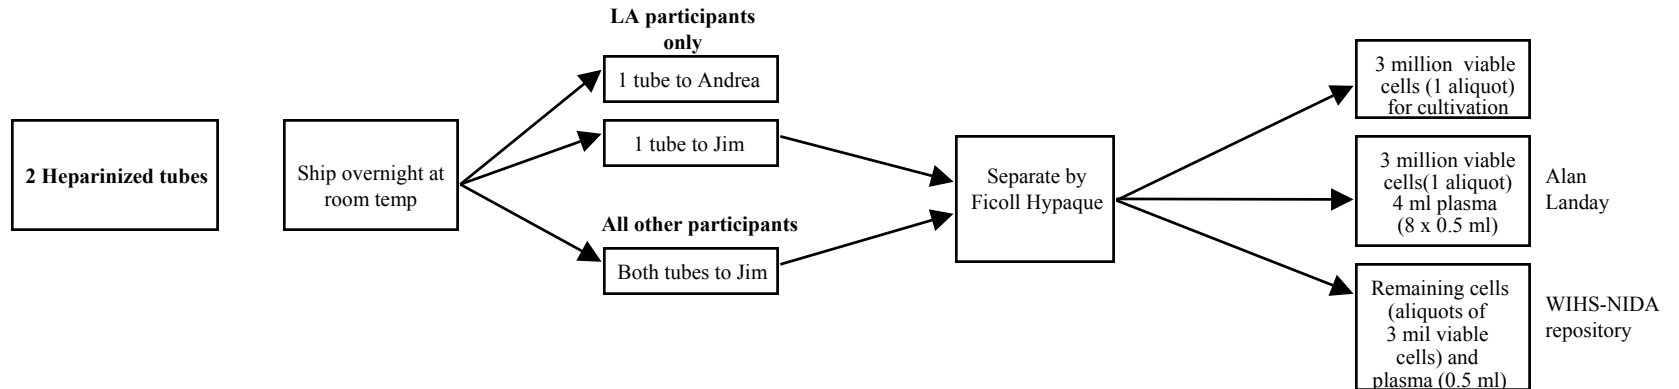 2 Heparinized tubes
Ship overnight at
room temp
LA participants
only
1 tube to Andrea
1 tube to Jim
All other participants
Both tubes to Jim
Separate by
Ficoll Hypaque
3 million viable
cells (1 aliquot)
for cultivation
3 million viable
cells(1 aliquot)
4 ml plasma
(8 x 0.5 ml)
Alan
Landay
Remaining cells
(aliquots of
3 mil viable
cells) and
plasma (0.5 ml)
WIHS-NIDA
repository